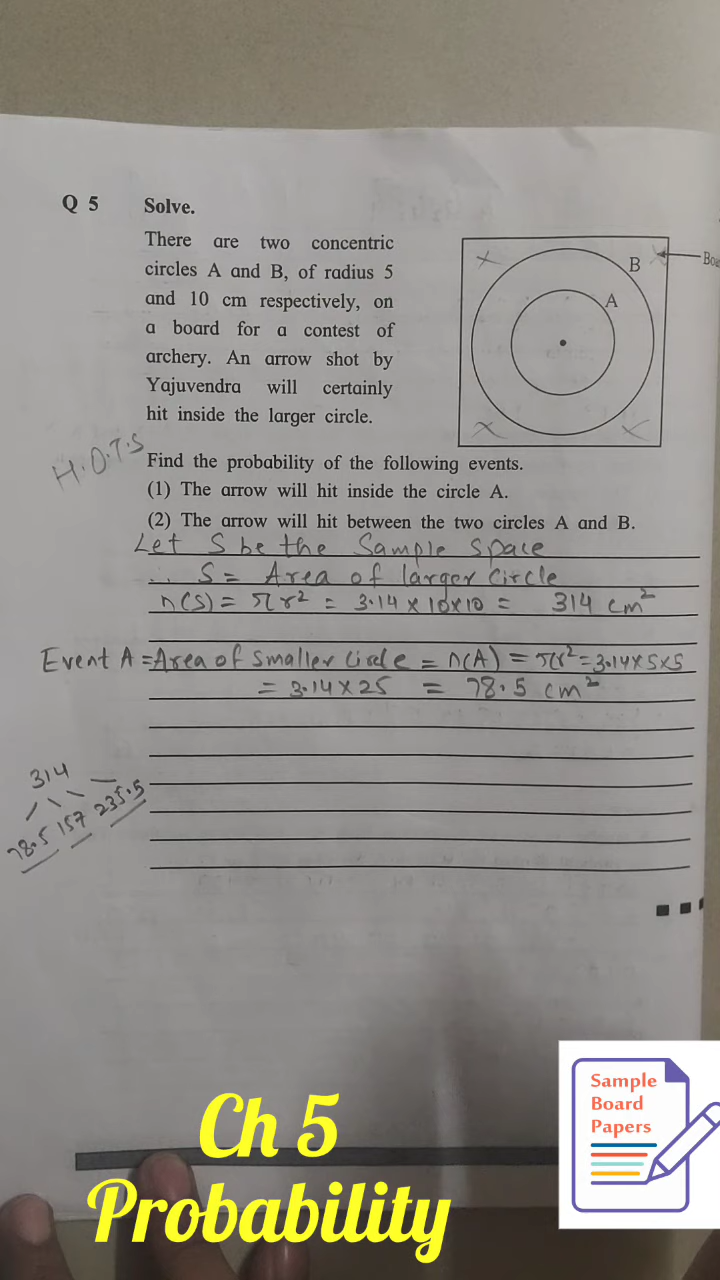 Q 5 Solve.
There are two concentric
circles A and B, of radius 5
and 10 cm respectively, on
a board for a contest of
archery. An arrow shot by
Yajuvendra will certainly
hit inside the larger circle.
B
A
H.O.T.S
Find the probability of the following events.
(1) The arrow will hit inside the circle A.
(2) The arrow will hit between the two circles A and B.
Let S be the Sample Space
∴ S = Area of larger Circle
n(S) = πr² = 3.14 × 10×10 = 314 cm²
Event A = Area of smaller Circle = n(A) = πr² = 3.14×5×5
= 3.14×25 = 78.5 cm²
314
78.5 157 235.5
Sample
Board
Papers
Ch 5
Probability